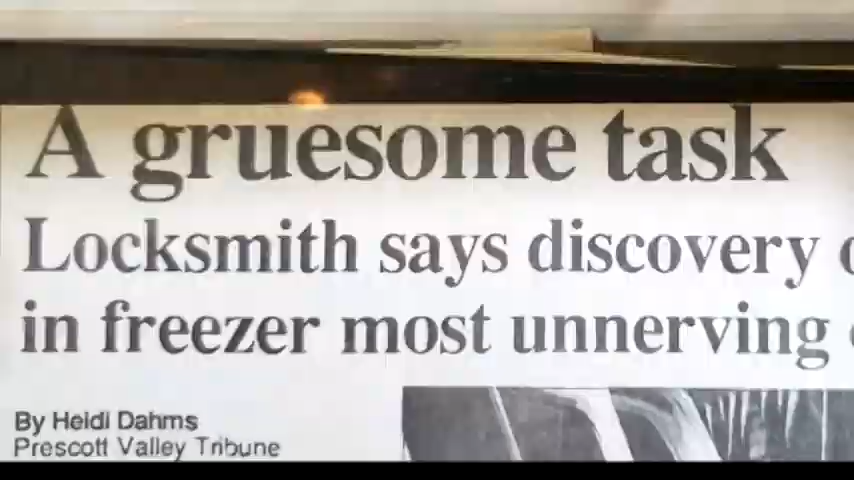 A gruesome task
Locksmith says discovery
in freezer most unnerving
By Heidi Dahms
Prescott Valley Tribune